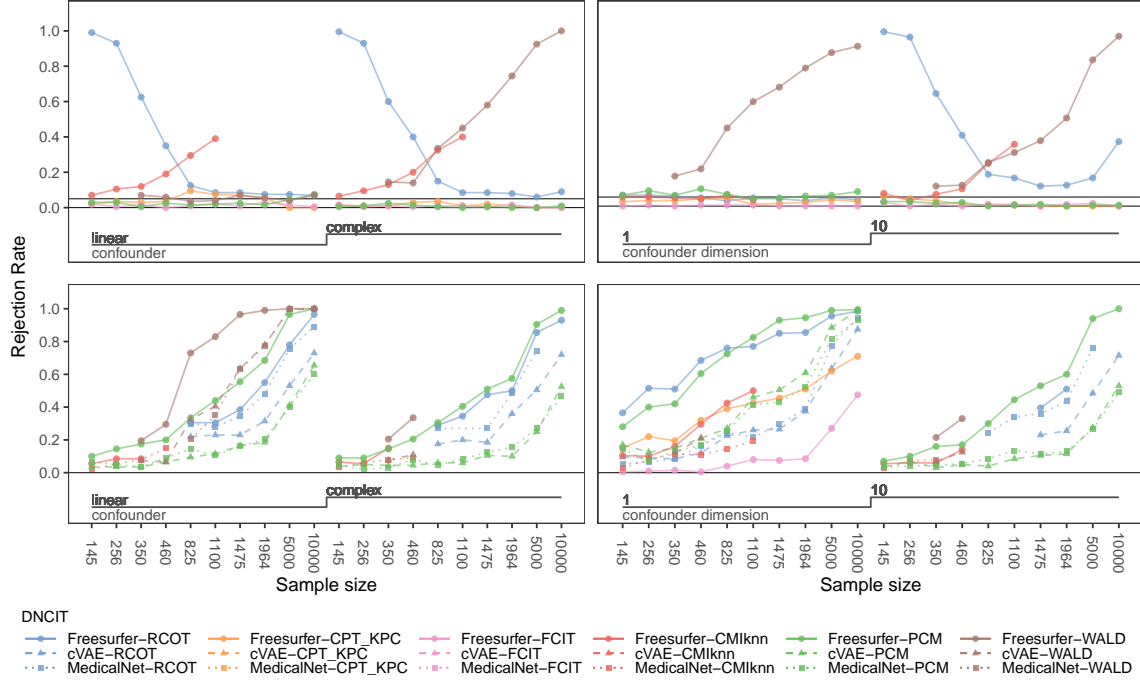 Rejection Rate
1.0
0.8
0.6
0.4
0.2
0.0
linear
complex
confounder
1
10
confounder dimension
1.0
0.8
0.6
0.4
0.2
0.0
linear
complex
confounder
1
10
confounder dimension
145 256 350 460 825 1100 1475 1964 5000 10000 145 256 350 460 825 1100 1475 1964 5000 10000
145 256 350 460 825 1100 1475 1964 5000 10000 145 256 350 460 825 1100 1475 1964 5000 10000
Sample size
Sample size
DNCIT
Freesurfer−RCOT Freesurfer−CPT_KPC Freesurfer−FCIT Freesurfer−CMIknn Freesurfer−PCM Freesurfer−WALD
cVAE−RCOT cVAE−CPT_KPC cVAE−FCIT cVAE−CMIknn cVAE−PCM cVAE−WALD
MedicalNet−RCOT MedicalNet−CPT_KPC MedicalNet−FCIT MedicalNet−CMIknn MedicalNet−PCM MedicalNet−WALD